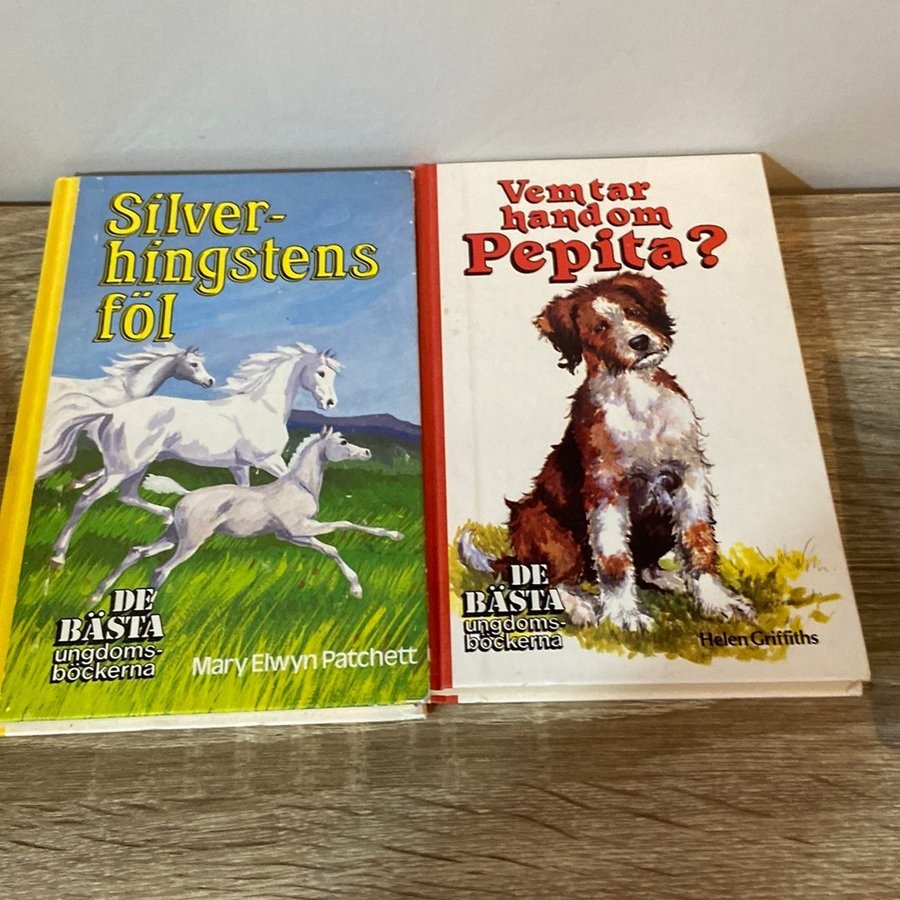 Silver-
hingstens
föl
DE
BÄSTA
ungdoms-
böckerna
Mary Elwyn Patchett
Vem tar
hand om
Pepita?
DE
BÄSTA
ungdoms-
böckerna
Helen Griffiths